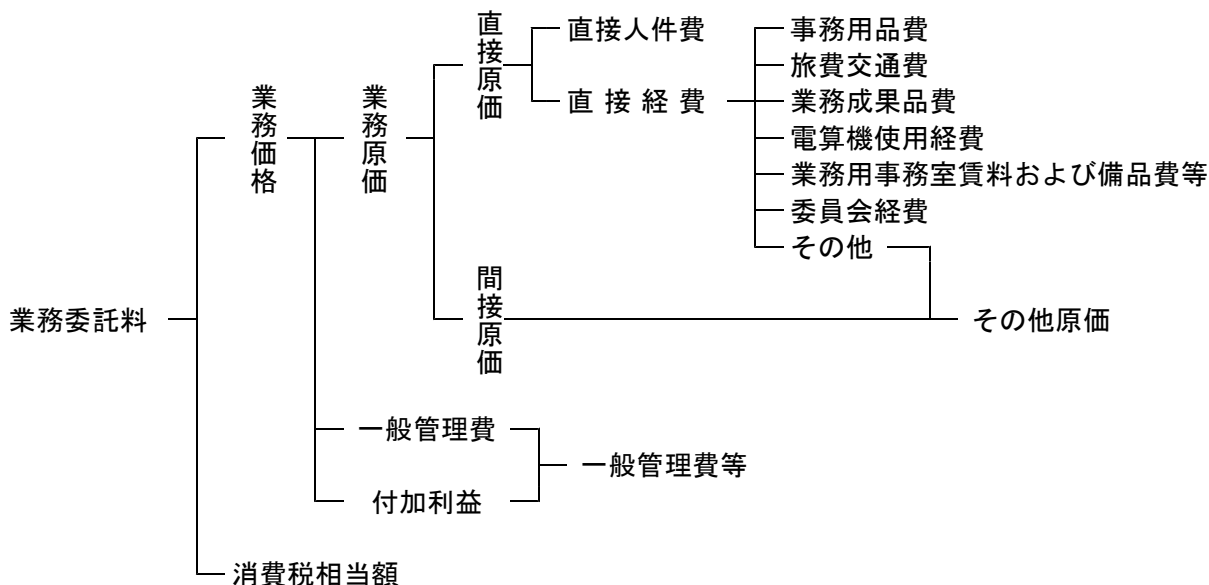 業務委託料
業務価格
業務原価
直接原価
直接人件費
直接経費
事務用品費
旅費交通費
業務成果品費
電算機使用経費
業務用事務室賃料および備品費等
委員会経費
その他
間接原価
その他原価
一般管理費
付加利益
一般管理費等
消費税相当額